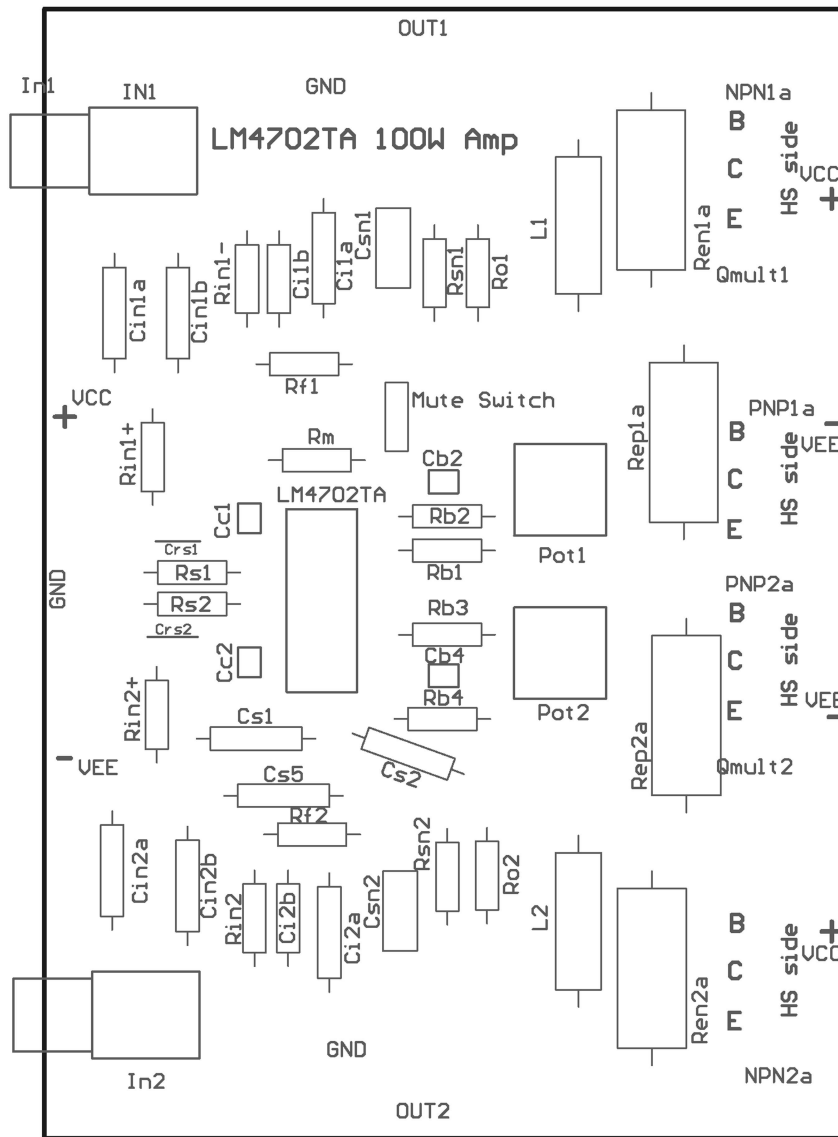 OUT1
In1
IN1
GND
NPN1a
B
LM4702TA 100W Amp
C
HS side
VCC
+
E
L1
Ren1a
Qmult1
Cin1a
Cin1b
Rin1-
Ci1b
Ci1a
Csn1
Rsn1
Ro1
Rf1
Mute Switch
+
VCC
Rin1+
Rm
Rep1a
PNP1a
B
C
E
HS side
-
VEE
Cb2
LM4702TA
Cc1
Rb2
Rb1
Pot1
Crs1
Rs1
Rs2
Crs2
GND
Rb3
Cb4
Rb4
Pot2
PNP2a
B
C
E
HS side
VEE
-
Cc2
Rin2+
Cs1
Cs2
Rep2a
Qmult2
-
VEE
Cs5
Rf2
Cin2a
Cin2b
Rin2
Ci2b
Ci2a
Csn2
Rsn2
Ro2
L2
Ren2a
B
C
E
HS side
+
VCC
GND
In2
NPN2a
OUT2